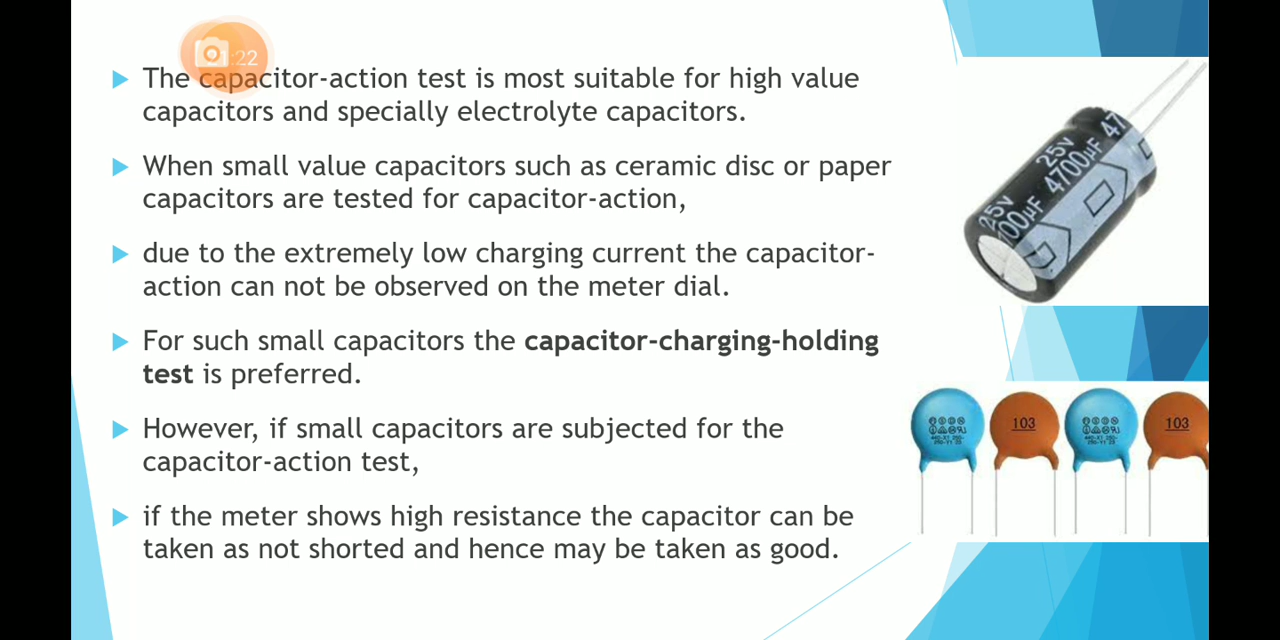 The capacitor-action test is most suitable for high value
capacitors and specially electrolyte capacitors.
When small value capacitors such as ceramic disc or paper
capacitors are tested for capacitor-action,
due to the extremely low charging current the capacitor-
action can not be observed on the meter dial.
For such small capacitors the capacitor-charging-holding
test is preferred.
However, if small capacitors are subjected for the
capacitor-action test,
if the meter shows high resistance the capacitor can be
taken as not shorted and hence may be taken as good.
:22
25V 47
25V 4700µF
00µF
103
103